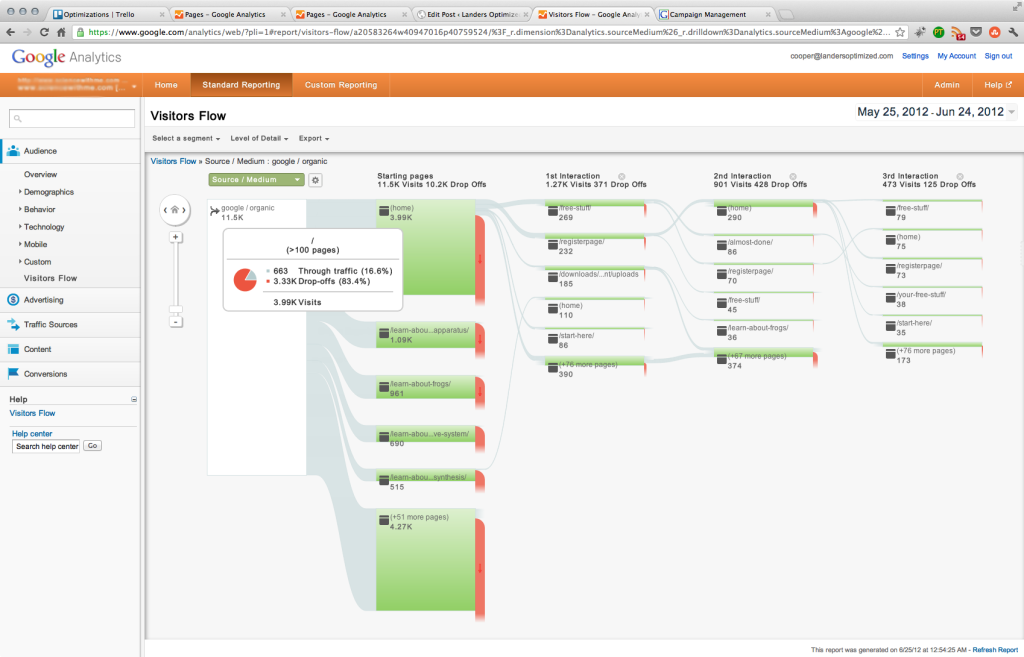 Optimizations | Trello
Pages – Google Analytics
Pages – Google Analytics
Edit Post ‹ Landers Optimize
Visitors Flow – Google Analy
Campaign Management
https://www.google.com/analytics/web/?pli=1#report/visitors-flow/a20583264w40947016p40759524/%3F_r.dimension%3Danalytics.sourceMedium%26_r.drilldown%3Danalytics.sourceMedium%3Agoogle%2...
Google Analytics
cooper@landersoptimized.com Settings My Account Sign out
Home Standard Reporting Custom Reporting Admin Help
Visitors Flow
May 25, 2012 - Jun 24, 2012
Select a segment Level of Detail Export
Audience
Overview
Demographics
Behavior
Technology
Mobile
Custom
Visitors Flow
Advertising
Traffic Sources
Content
Conversions
Help
Visitors Flow
Help center
Search help center Go
Visitors Flow » Source / Medium : google / organic
Source / Medium
google / organic
11.5K
/
(>100 pages)
663 Through traffic (16.6%)
3.33K Drop-offs (83.4%)
3.99K Visits
Starting pages
11.5K Visits 10.2K Drop Offs
(home)
3.99K
/learn-abou...apparatus/
1.09K
/learn-about-frogs/
961
/learn-abou...ve-system/
690
/learn-abou...synthesis/
515
(+51 more pages)
4.27K
1st Interaction
1.27K Visits 371 Drop Offs
/free-stuff/
269
/registerpage/
232
/downloads/...nt/uploads
185
(home)
110
/start-here/
86
(+76 more pages)
390
2nd Interaction
901 Visits 428 Drop Offs
(home)
290
/almost-done/
86
/registerpage/
70
/free-stuff/
45
/learn-about-frogs/
36
(+67 more pages)
374
3rd Interaction
473 Visits 125 Drop Offs
/free-stuff/
79
(home)
75
/registerpage/
73
/your-free-stuff/
38
/start-here/
35
(+76 more pages)
173
This report was generated on 6/25/12 at 12:54:25 AM - Refresh Report